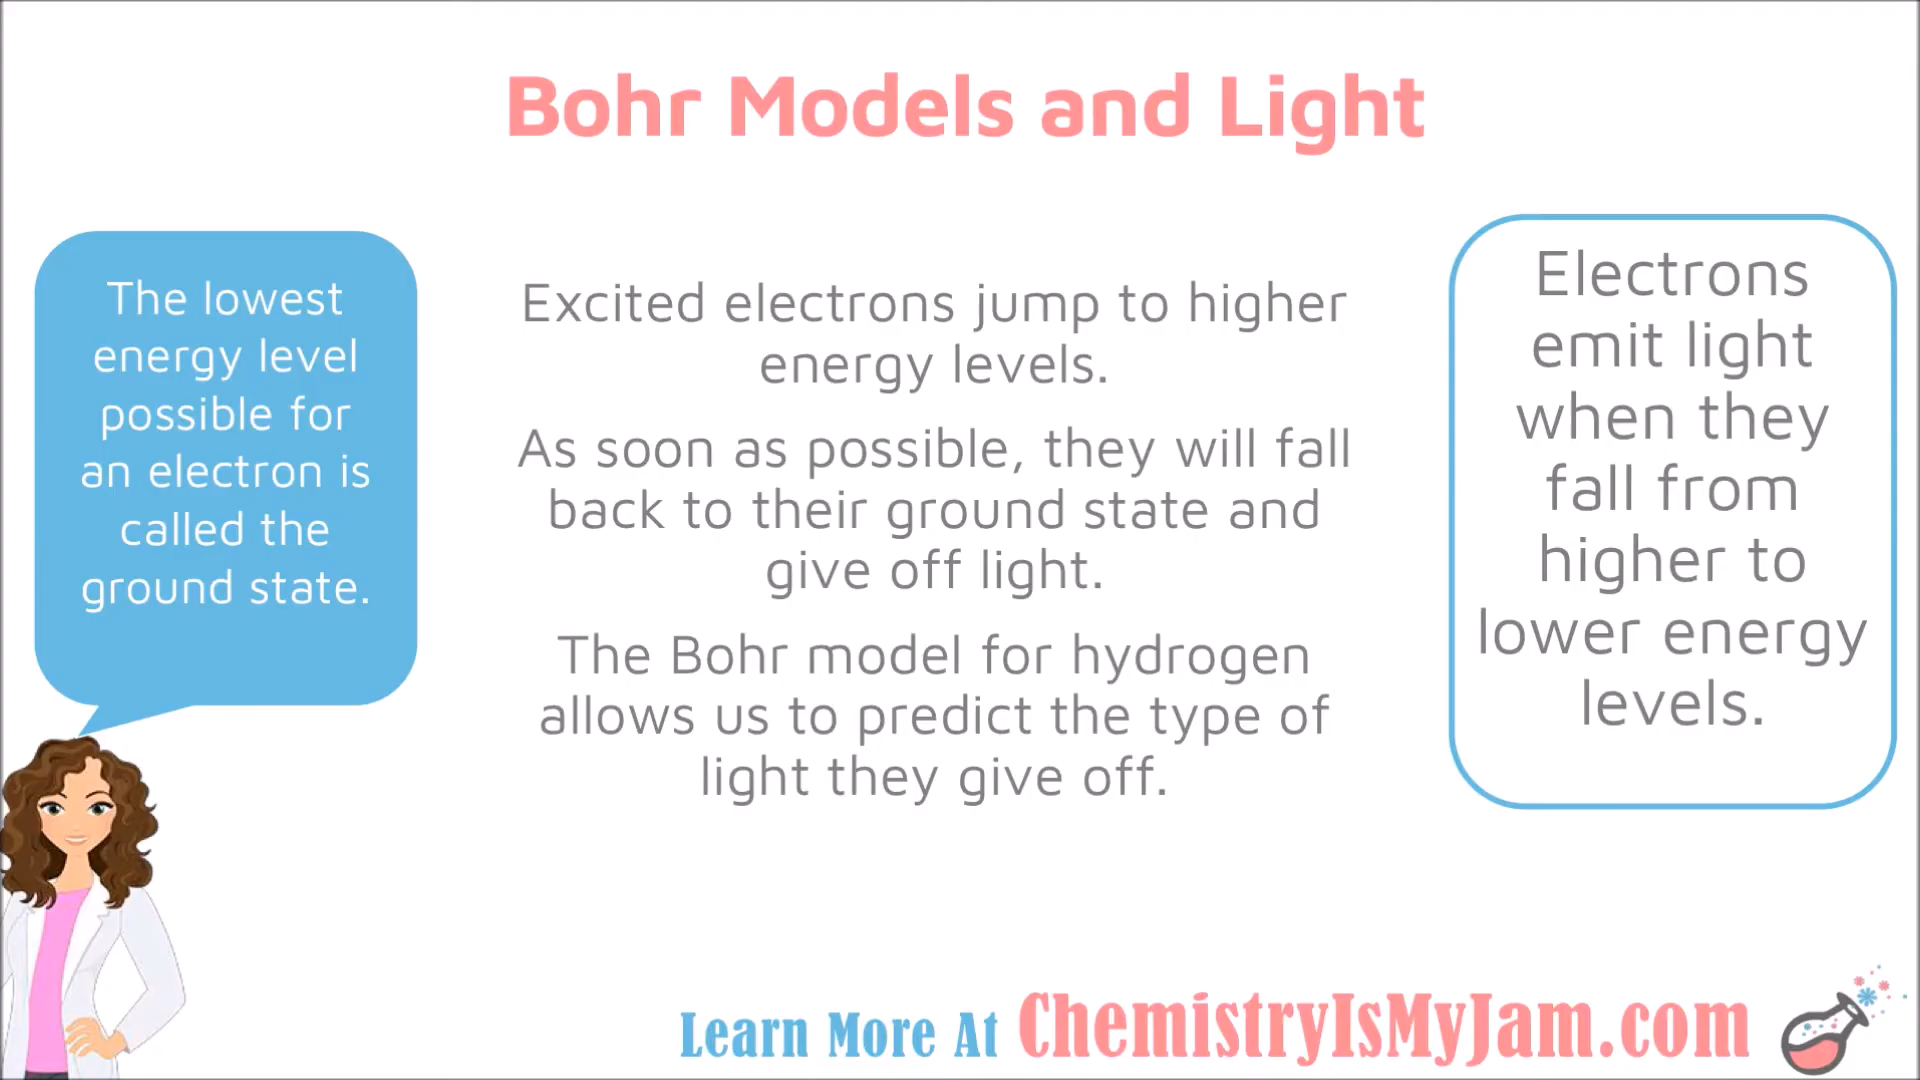 Bohr Models and Light
The lowest
energy level
possible for
an electron is
called the
ground state.
Excited electrons jump to higher
energy levels.
As soon as possible, they will fall
back to their ground state and
give off light.
The Bohr model for hydrogen
allows us to predict the type of
light they give off.
Electrons
emit light
when they
fall from
higher to
lower energy
levels.
Learn More At ChemistryIsMyJam.com